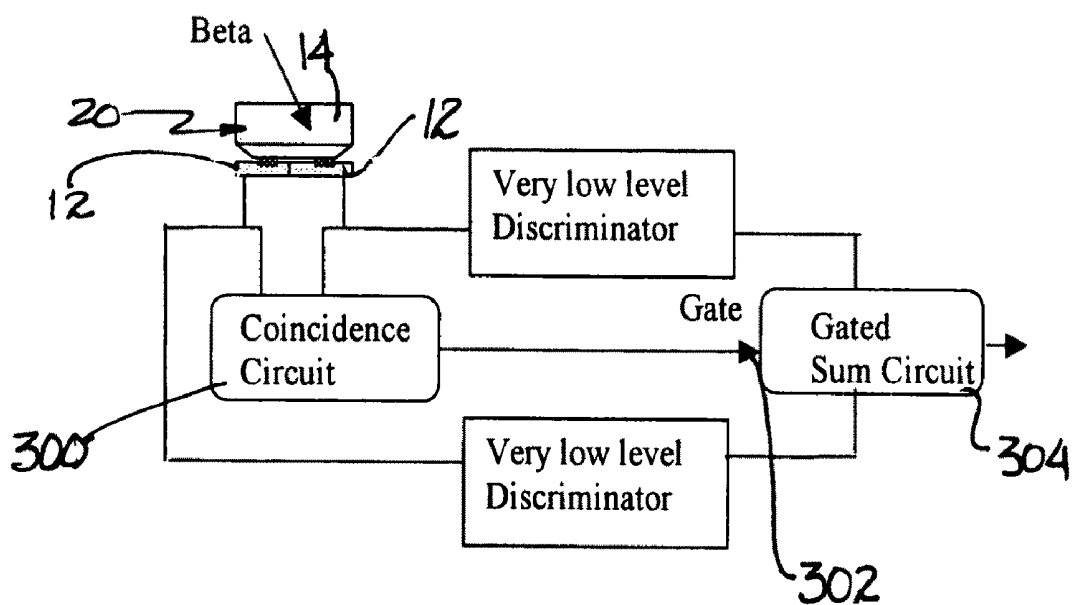 Beta
14
20
12
12
Very low level
Discriminator
Gate
Coincidence
Circuit
Gated
Sum Circuit
300
Very low level
Discriminator
304
302